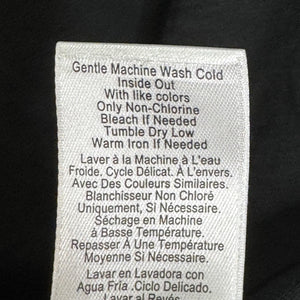 Gentle Machine Wash Cold
Inside Out
With like colors
Only Non-Chlorine
Bleach If Needed
Tumble Dry Low
Warm Iron If Needed
Laver à la Machine à L'eau
Froide. Cycle Délicat. À L'envers.
Avec Des Couleurs Similaires.
Blanchisseur Non Chloré
Uniquement, Si Nécessaire.
Séchage en Machine
à Basse Température.
Repasser À Une Température
Moyenne Si Nécessaire.
Lavar en Lavadora con
Agua Fría .Ciclo Delicado.
Lavar al Revés